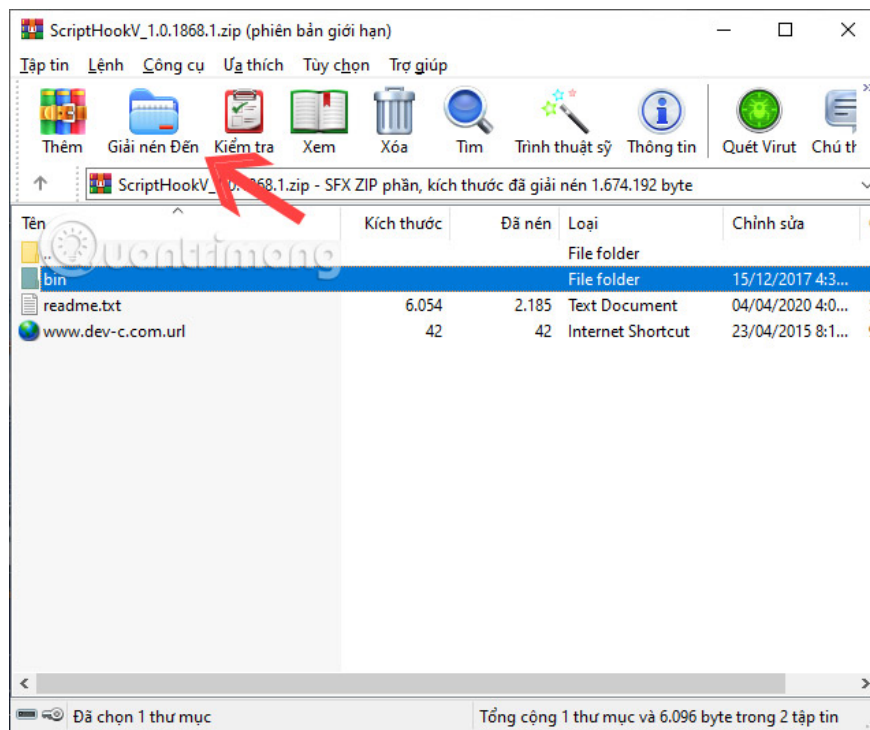 ScriptHookV_1.0.1868.1.zip (phiên bản giới hạn)
Tập tin Lệnh Công cụ Ưa thích Tùy chọn Trợ giúp
Thêm Giải nén Đến Kiểm tra Xem Xóa Tìm Trình thuật sỹ Thông tin Quét Virut Chú th
ScriptHookV_1.0.1868.1.zip - SFX ZIP phần, kích thước đã giải nén 1.674.192 byte
Tên Kích thước Đã nén Loại Chỉnh sửa
.. File folder
Quantrimang
bin File folder 15/12/2017 4:3...
readme.txt 6.054 2.185 Text Document 04/04/2020 4:0...
www.dev-c.com.url 42 42 Internet Shortcut 23/04/2015 8:1...
Đã chọn 1 thư mục Tổng cộng 1 thư mục và 6.096 byte trong 2 tập tin